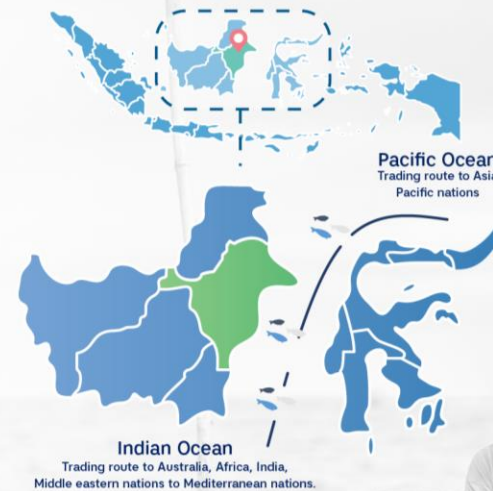 Pacific Ocean
Trading route to Asia
Pacific nations
Indian Ocean
Trading route to Australia, Africa, India,
Middle eastern nations to Mediterranean nations.